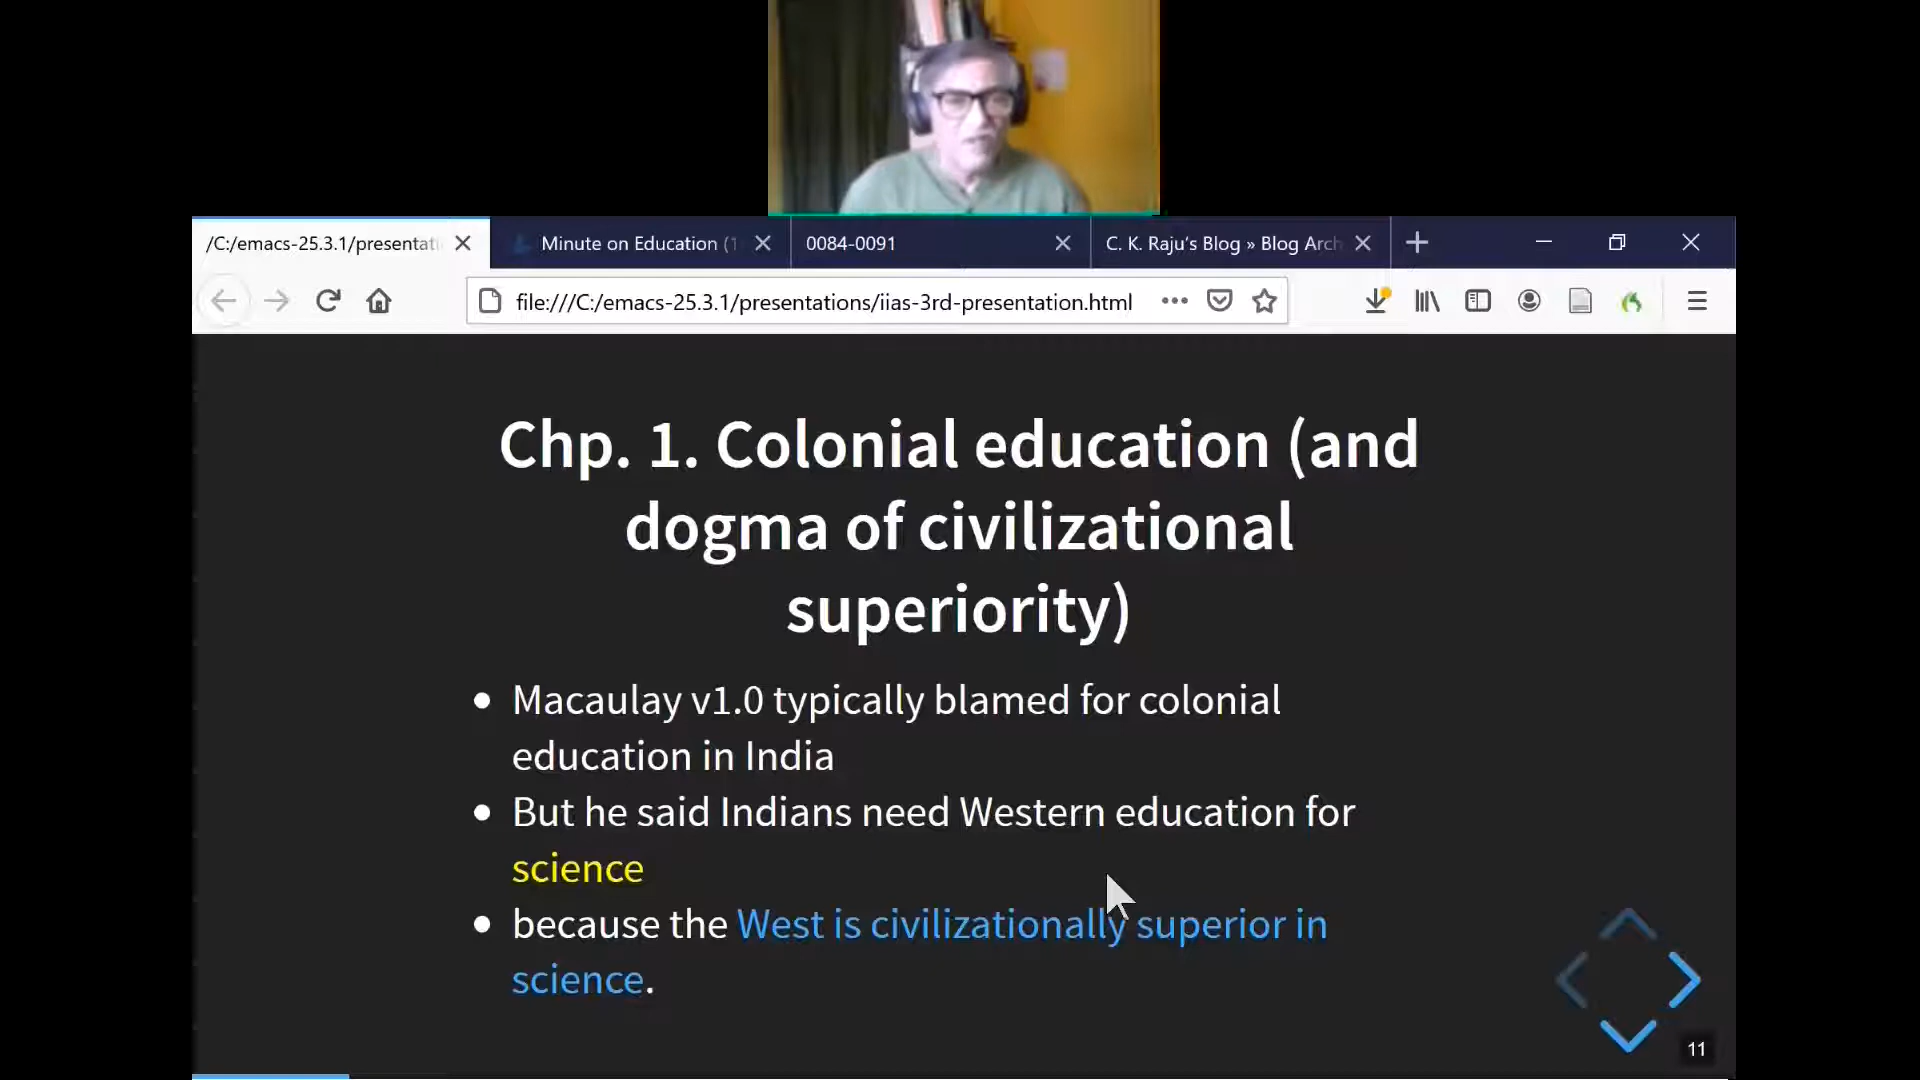 /C:/emacs-25.3.1/presentati
Minute on Education (1
0084-0091
C. K. Raju's Blog » Blog Arch
file:///C:/emacs-25.3.1/presentations/iias-3rd-presentation.html
Chp. 1. Colonial education (and
dogma of civilizational
superiority)
• Macaulay v1.0 typically blamed for colonial
education in India
• But he said Indians need Western education for
science
• because the West is civilizationally superior in
science.
11